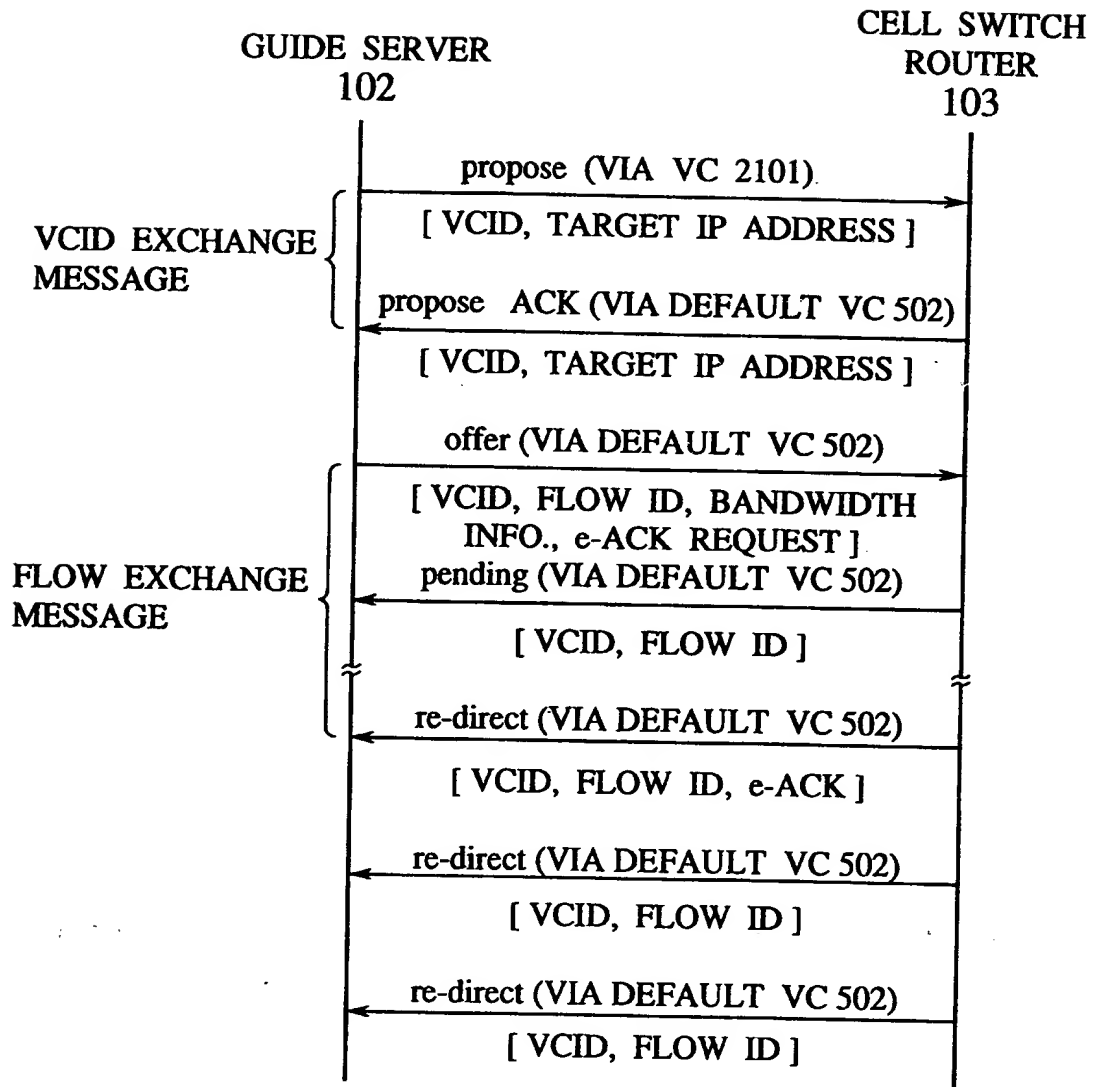 GUIDE SERVER
102
CELL SWITCH
ROUTER
103
propose (VIA VC 2101)
[ VCID, TARGET IP ADDRESS ]
VCID EXCHANGE
MESSAGE
propose ACK (VIA DEFAULT VC 502)
[ VCID, TARGET IP ADDRESS ]
offer (VIA DEFAULT VC 502)
[ VCID, FLOW ID, BANDWIDTH
INFO., e-ACK REQUEST ]
FLOW EXCHANGE
MESSAGE
pending (VIA DEFAULT VC 502)
[ VCID, FLOW ID ]
re-direct (VIA DEFAULT VC 502)
[ VCID, FLOW ID, e-ACK ]
re-direct (VIA DEFAULT VC 502)
[ VCID, FLOW ID ]
re-direct (VIA DEFAULT VC 502)
[ VCID, FLOW ID ]